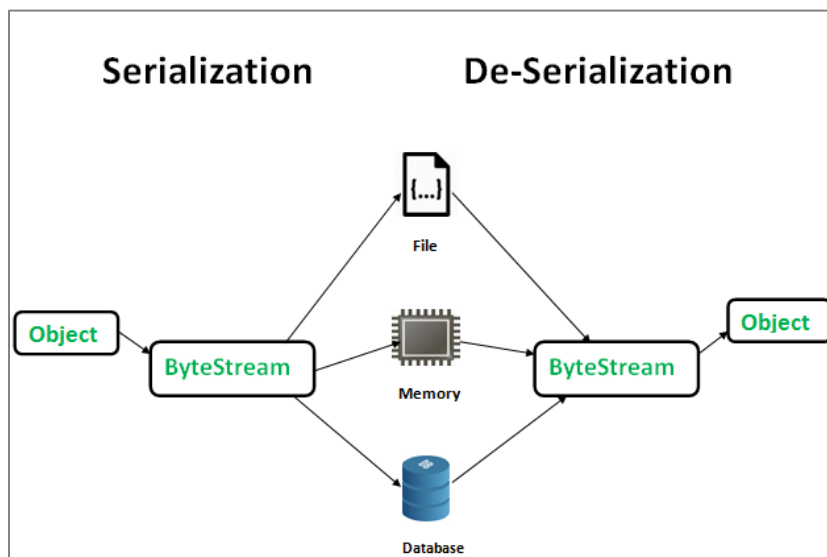 Serialization
De-Serialization
{...}
File
Object
ByteStream
Memory
ByteStream
Object
Database